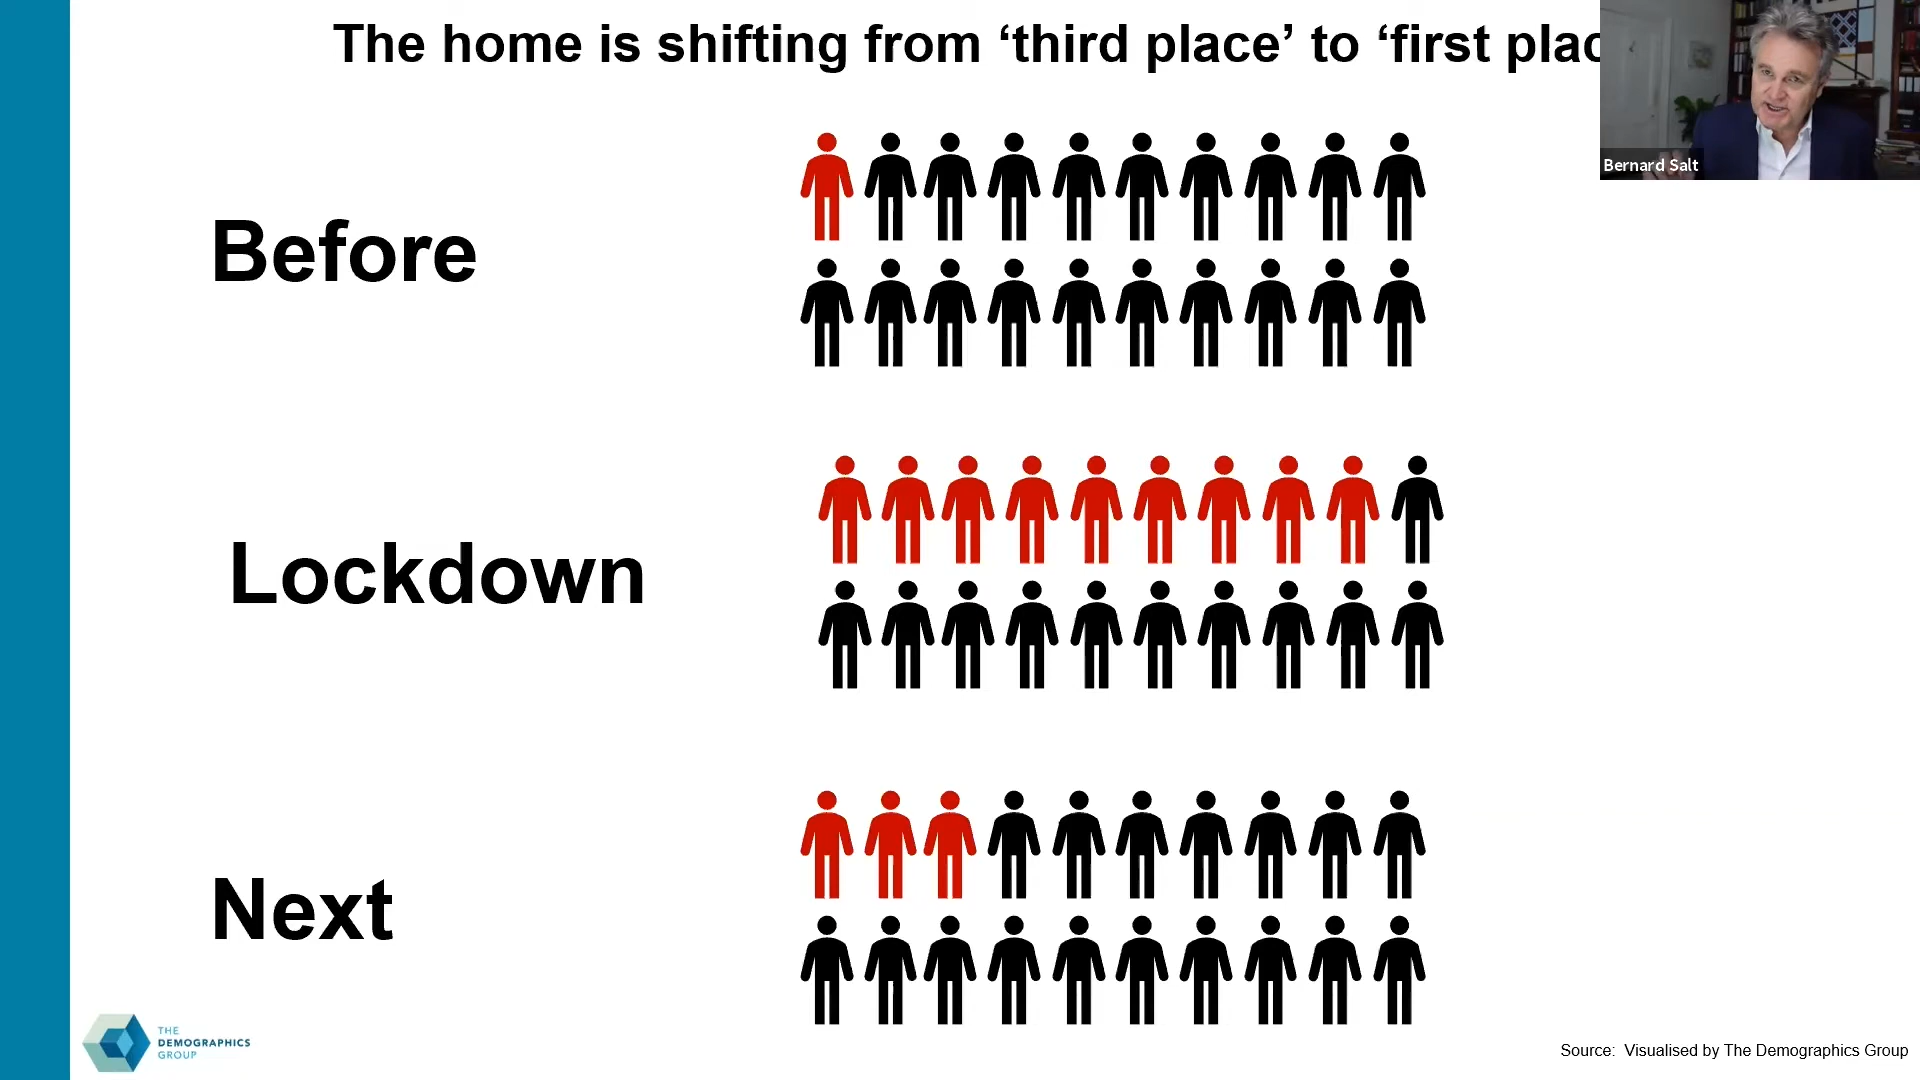 The home is shifting from ‘third place’ to ‘first plac
Bernard Salt
Before
Lockdown
Next
THE
DEMOGRAPHICS
GROUP
Source: Visualised by The Demographics Group